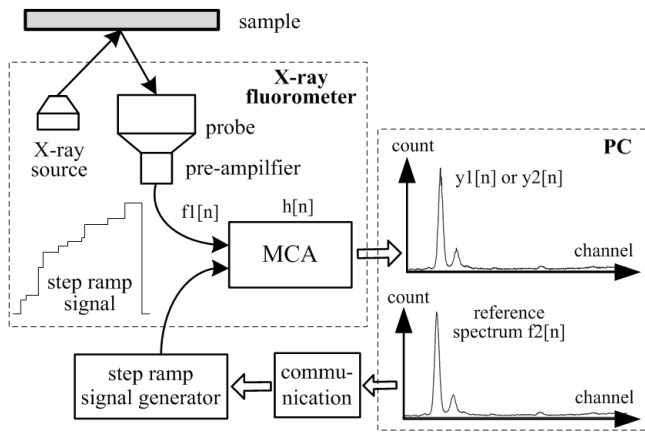 sample
X-ray
fluorometer
X-ray
source
probe
pre-ampilfier
f1[n]
h[n]
MCA
step ramp
signal
PC
count
y1[n] or y2[n]
channel
count
reference
spectrum f2[n]
channel
step ramp
signal generator
commu-
nication